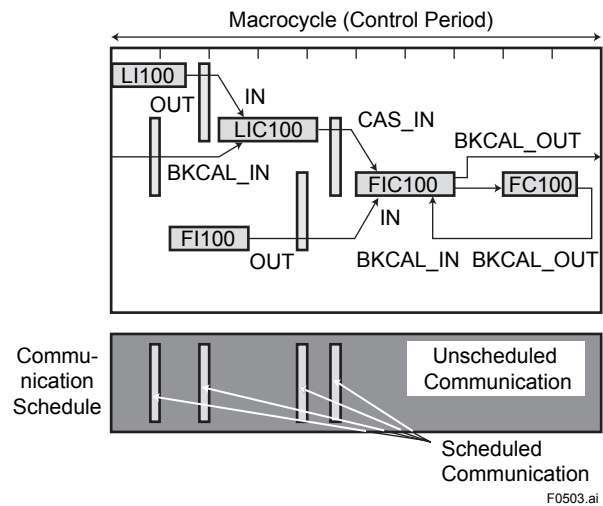 Macrocycle (Control Period)
LI100
OUT
IN
LIC100
CAS_IN
BKCAL_OUT
BKCAL_IN
FIC100
FC100
IN
FI100
OUT
BKCAL_IN
BKCAL_OUT
Commu-
nication
Schedule
Unscheduled
Communication
Scheduled
Communication
F0503.ai